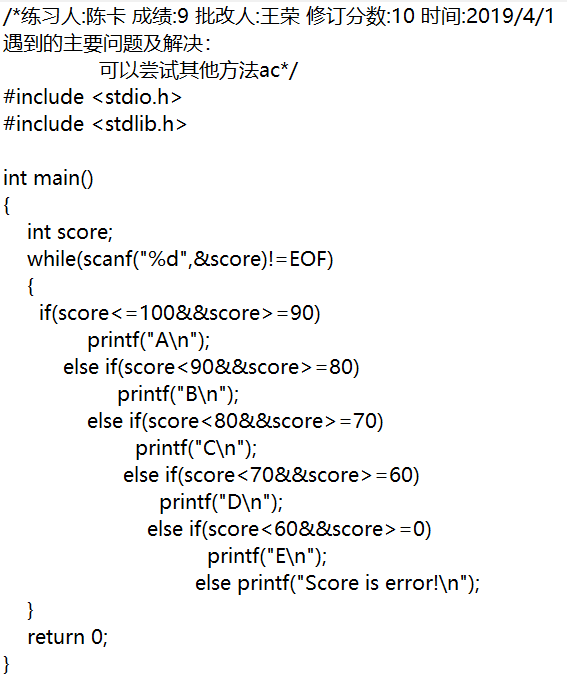 /*练习人:陈卡 成绩:9 批改人:王荣 修订分数:10 时间:2019/4/1
遇到的主要问题及解决：
可以尝试其他方法ac*/
#include <stdio.h>
#include <stdlib.h>
int main()
{
int score;
while(scanf("%d",&score)!=EOF)
{
if(score<=100&&score>=90)
printf("A\n");
else if(score<90&&score>=80)
printf("B\n");
else if(score<80&&score>=70)
printf("C\n");
else if(score<70&&score>=60)
printf("D\n");
else if(score<60&&score>=0)
printf("E\n");
else printf("Score is error!\n");
}
return 0;
}